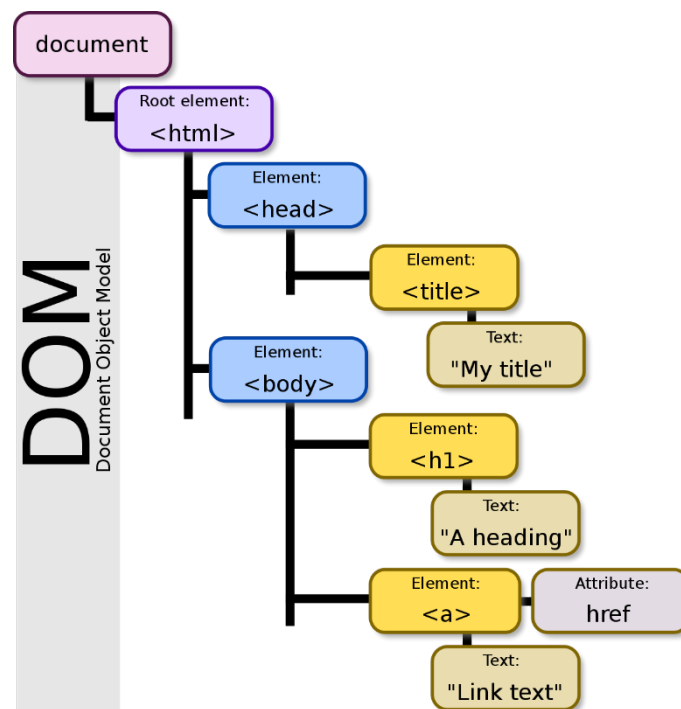 document
Root element:
<html>
Element:
<head>
Element:
<title>
Text:
"My title"
Element:
<body>
Element:
<h1>
Text:
"A heading"
Element:
<a>
Attribute:
href
Text:
"Link text"
DOM
Document Object Model